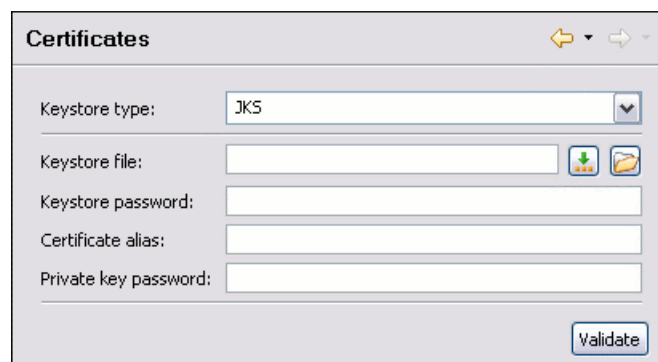 Certificates
Keystore type: JKS
Keystore file:
Keystore password:
Certificate alias:
Private key password:
Validate